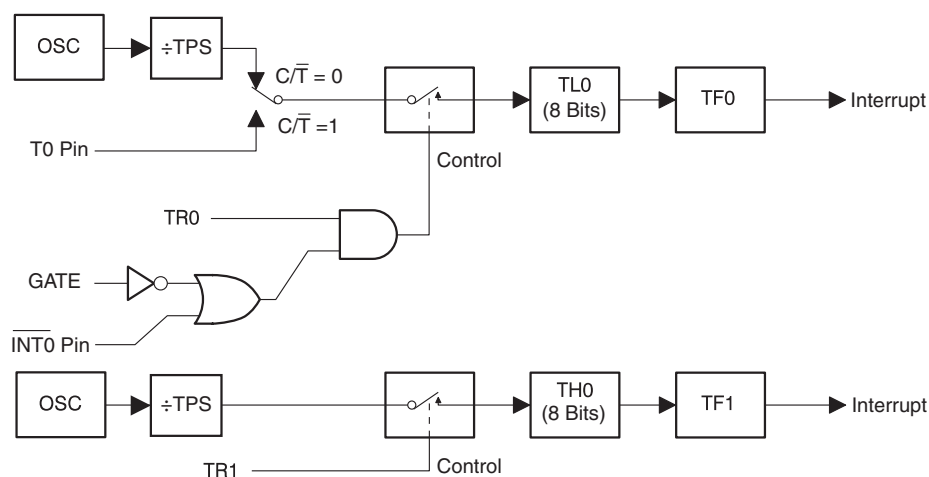 OSC
÷TPS
C/T̅ = 0
C/T̅ =1
T0 Pin
TL0
(8 Bits)
TF0
Interrupt
Control
TR0
GATE
I̅N̅T̅0̅ Pin
OSC
÷TPS
TH0
(8 Bits)
TF1
Interrupt
TR1
Control